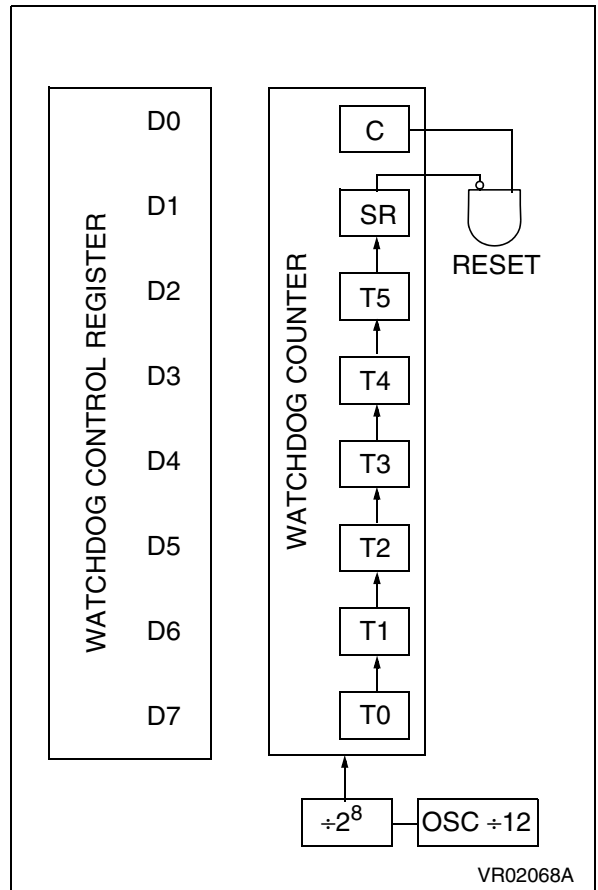 WATCHDOG CONTROL REGISTER
D0
D1
D2
D3
D4
D5
D6
D7
WATCHDOG COUNTER
C
SR
T5
T4
T3
T2
T1
T0
RESET
÷2⁸
OSC ÷12
VR02068A